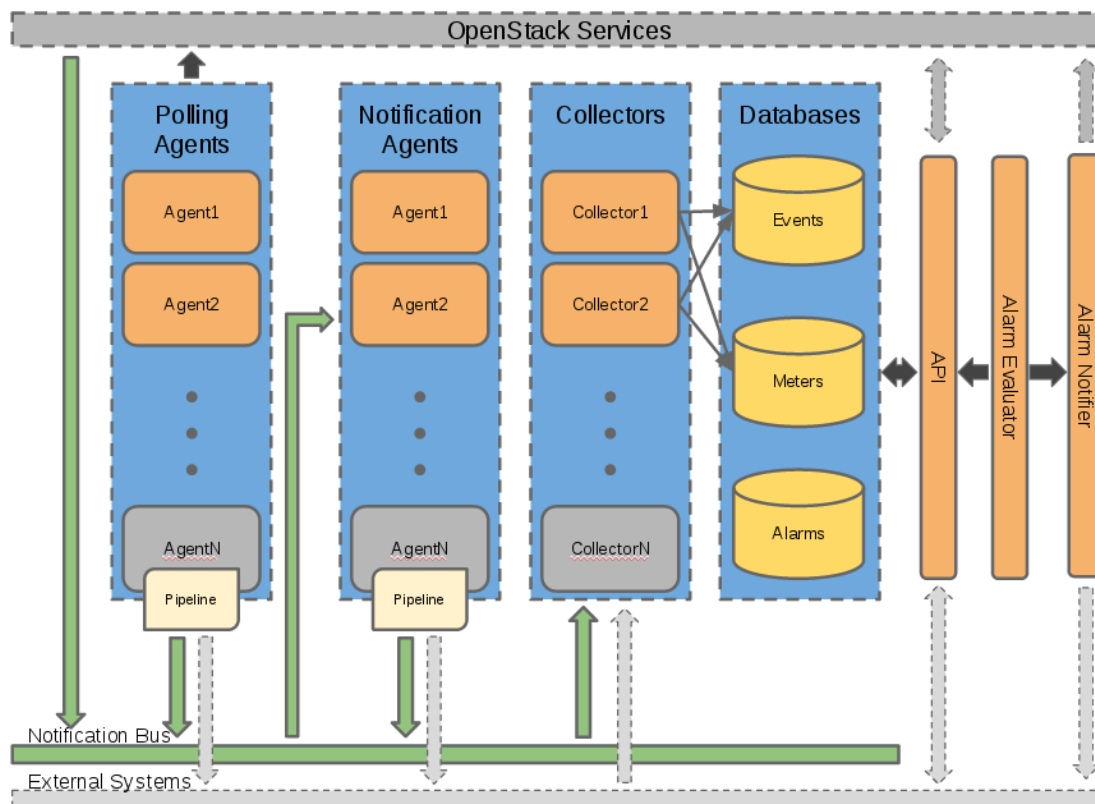 OpenStack Services
Polling
Agents
Agent1
Agent2
AgentN
Pipeline
Notification
Agents
Agent1
Agent2
AgentN
Pipeline
Collectors
Collector1
Collector2
CollectorN
Databases
Events
Meters
Alarms
API
Alarm Evaluator
Alarm Notifier
Notification Bus
External Systems